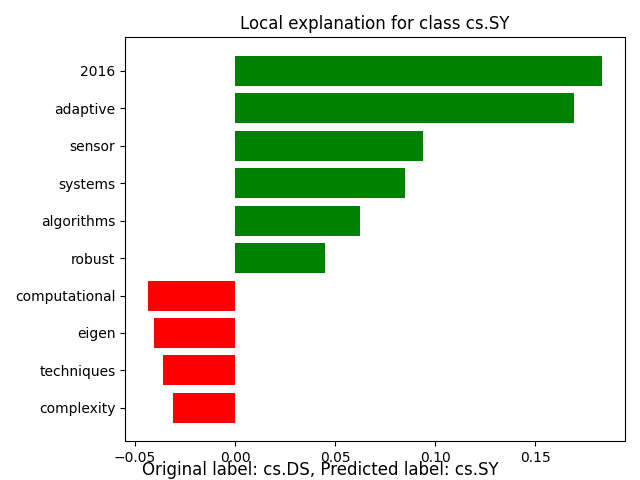 Local explanation for class cs.SY
2016
adaptive
sensor
systems
algorithms
robust
computational
eigen
techniques
complexity
−0.05 0.00 0.05 0.10 0.15
Original label: cs.DS, Predicted label: cs.SY